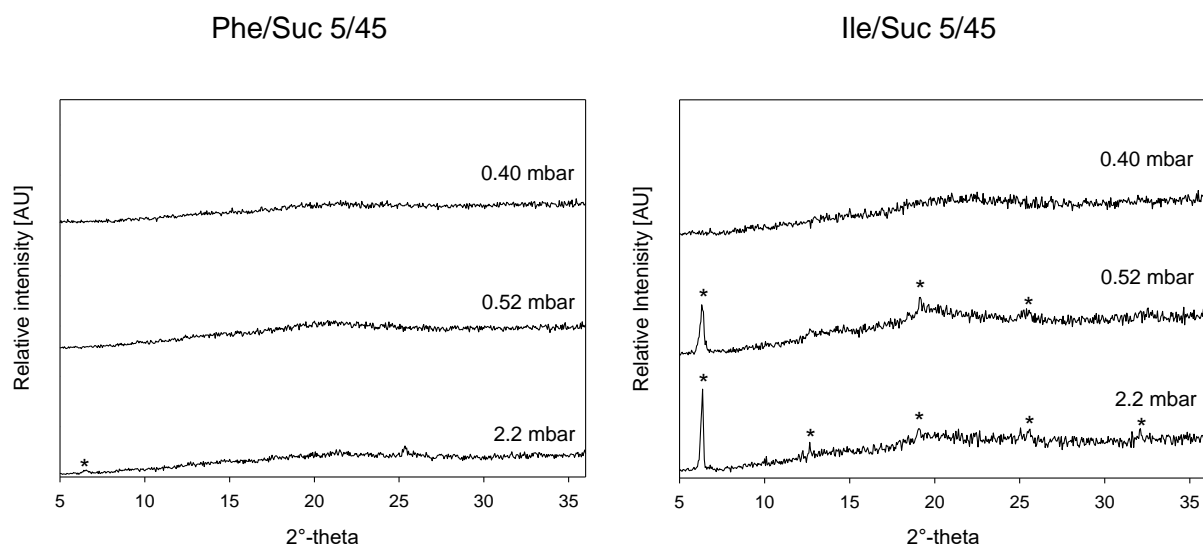 Phe/Suc 5/45
Relative intenisity [AU]
0.40 mbar
0.52 mbar
2.2 mbar
*
5 10 15 20 25 30 35
2°-theta
Ile/Suc 5/45
Relative Intenisity [AU]
0.40 mbar
0.52 mbar
* * *
2.2 mbar
* * * * *
5 10 15 20 25 30 35
2°-theta